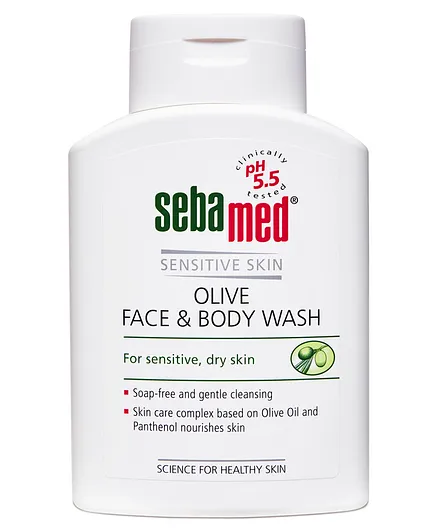 clinically
pH
5.5
tested
sebamed®
SENSITIVE SKIN
OLIVE
FACE & BODY WASH
For sensitive, dry skin
▪ Soap-free and gentle cleansing
▪ Skin care complex based on Olive Oil and
Panthenol nourishes skin
SCIENCE FOR HEALTHY SKIN